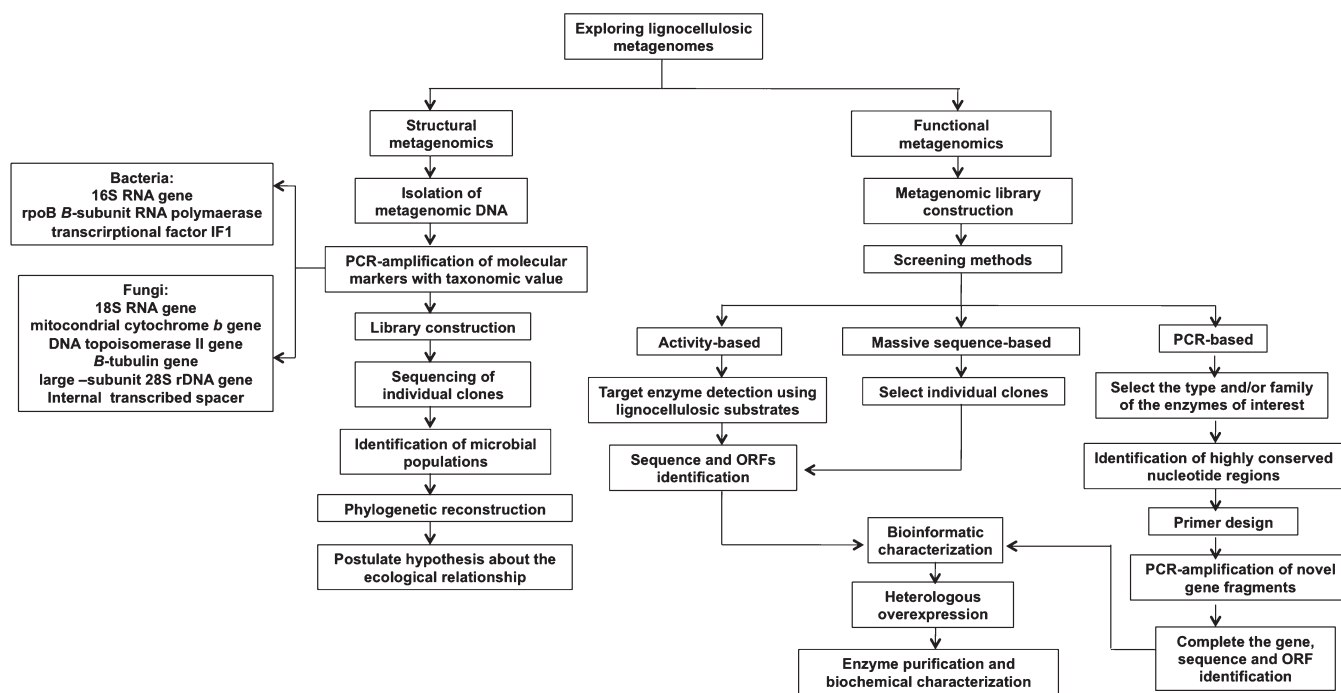 Exploring lignocellulosic
metagenomes
Structural
metagenomics
Functional
metagenomics
Bacteria:
16S RNA gene
rpoB B-subunit RNA polymaerase
transcrirptional factor IF1
Isolation of
metagenomic DNA
Metagenomic library
construction
PCR-amplification of molecular
markers with taxonomic value
Screening methods
Fungi:
18S RNA gene
mitocondrial cytochrome b gene
DNA topoisomerase II gene
B-tubulin gene
large –subunit 28S rDNA gene
Internal transcribed spacer
Library construction
Activity-based
Massive sequence-based
PCR-based
Sequencing of
individual clones
Target enzyme detection using
lignocellulosic substrates
Select individual clones
Select the type and/or family
of the enzymes of interest
Identification of microbial
populations
Sequence and ORFs
identification
Identification of highly conserved
nucleotide regions
Phylogenetic reconstruction
Primer design
Postulate hypothesis about the
ecological relationship
Bioinformatic
characterization
PCR-amplification of novel
gene fragments
Heterologous
overexpression
Complete the gene,
sequence and ORF
identification
Enzyme purification and
biochemical characterization